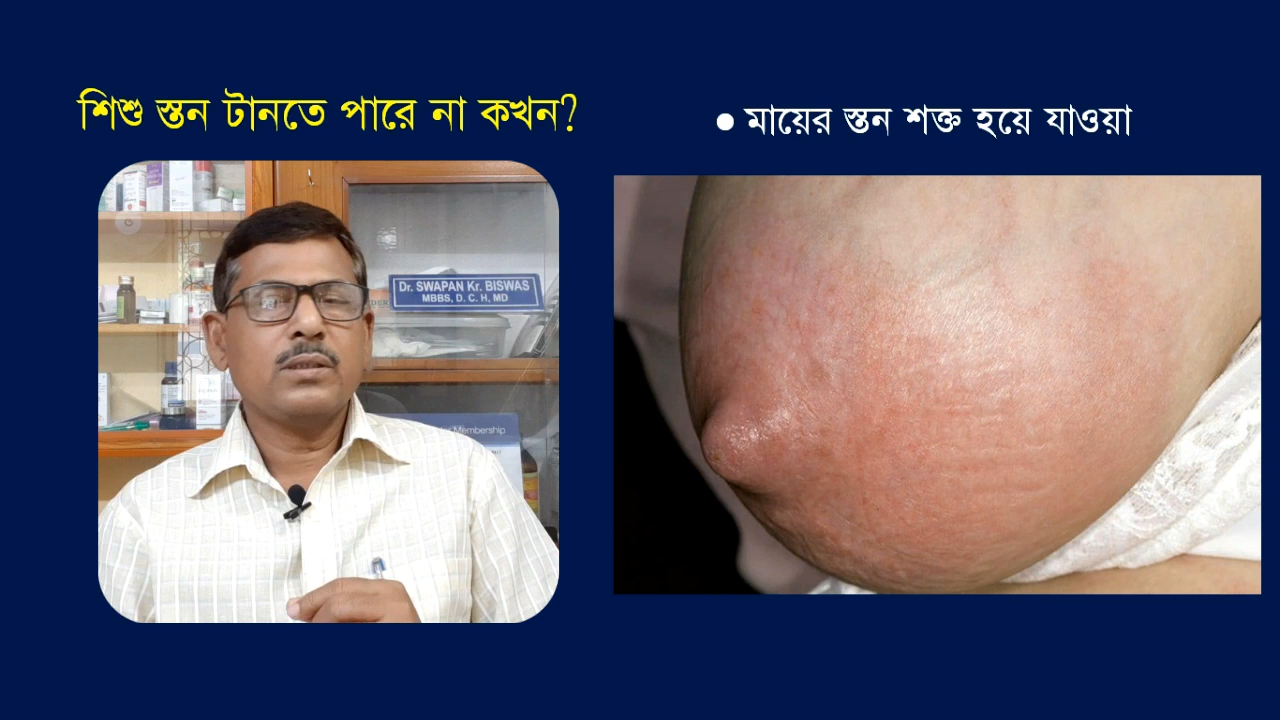 শিশু স্তন টানতে পারে না কখন?
• মায়ের স্তন শক্ত হয়ে যাওয়া
Dr. SWAPAN Kr. BISWAS
MBBS, D. C. H, MD
Membership